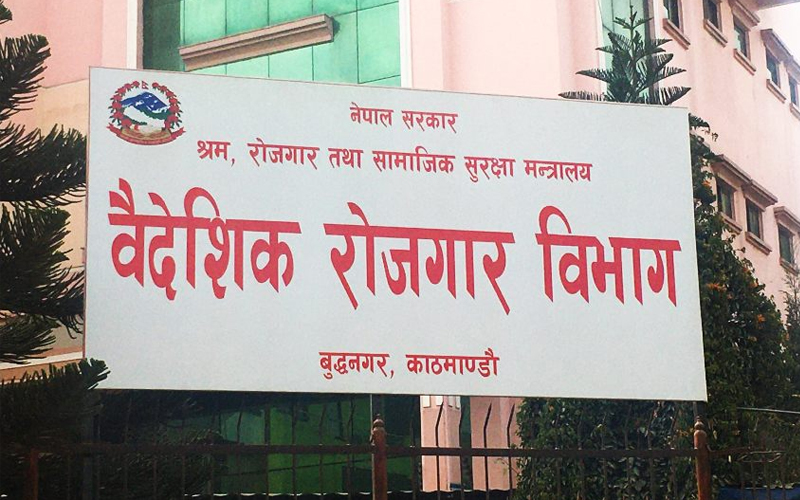 नेपाल सरकार
श्रम, रोजगार तथा सामाजिक सुरक्षा मन्त्रालय
वैदेशिक रोजगार विभाग
बुद्धनगर, काठमाण्डौ